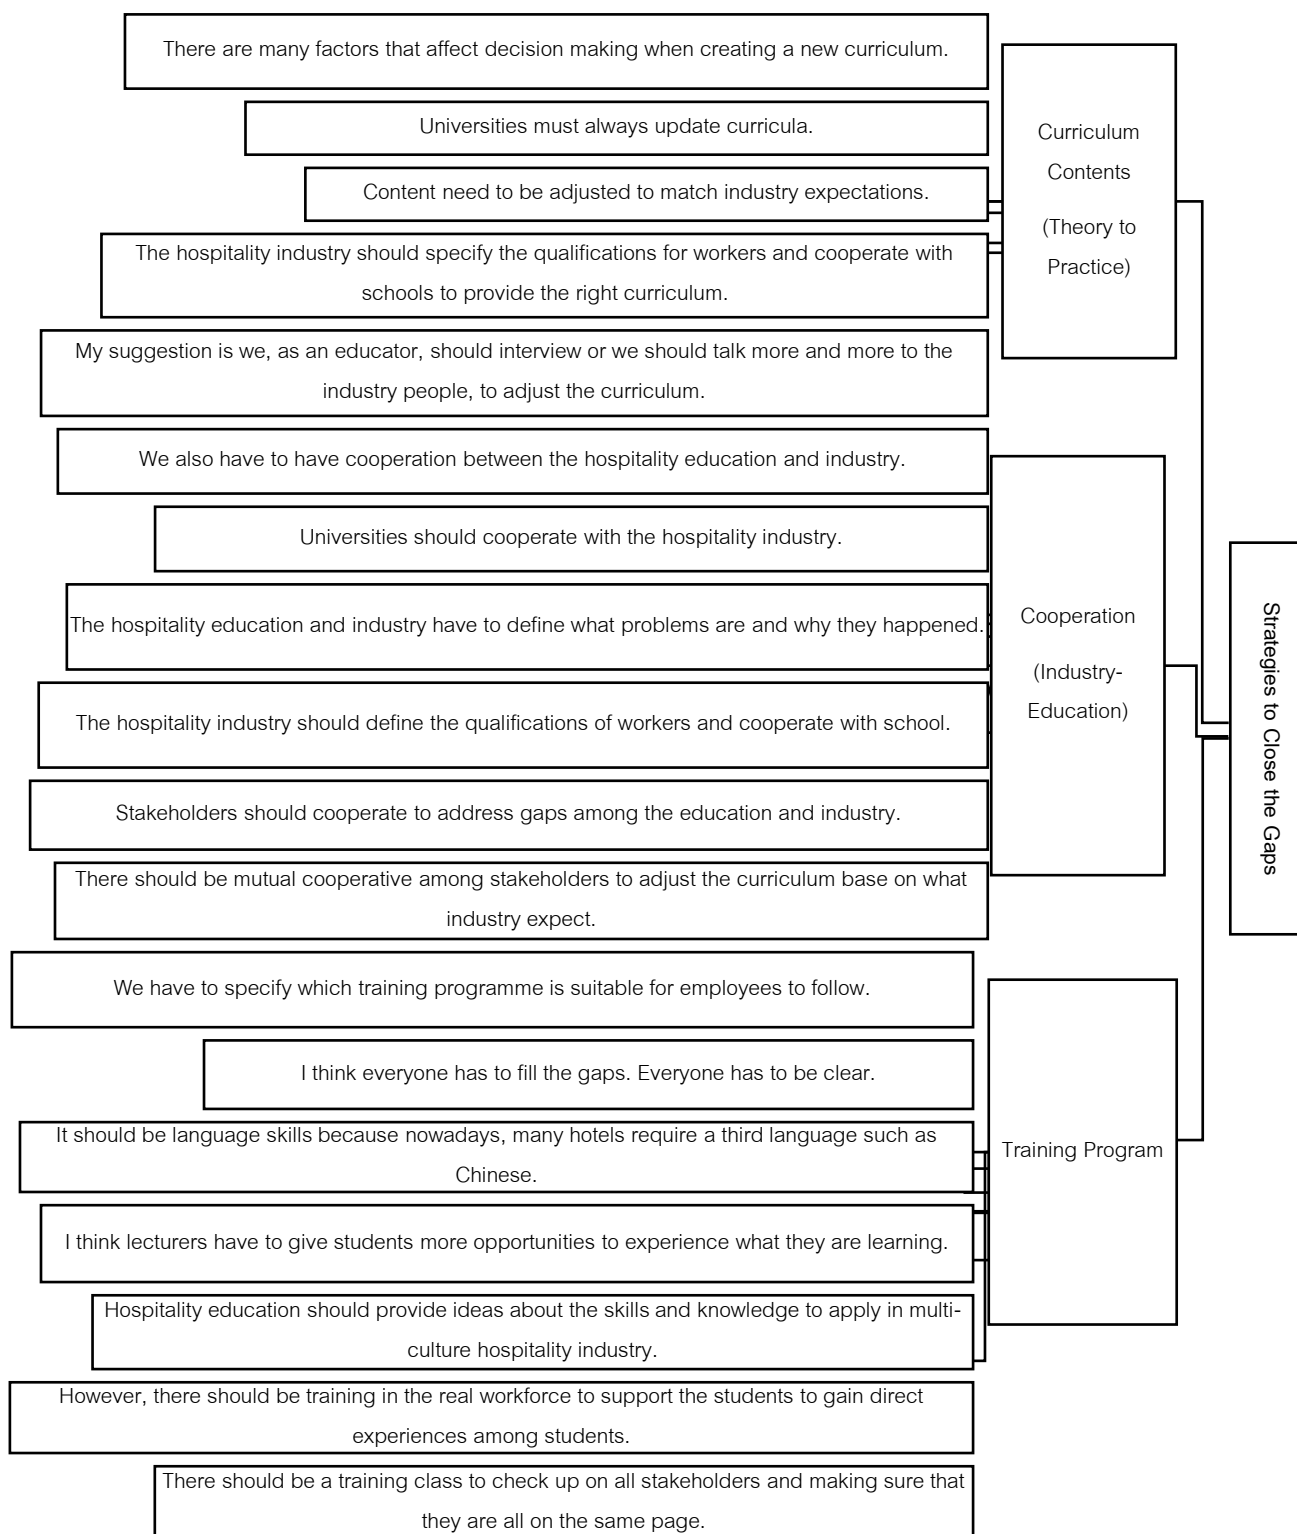 There are many factors that affect decision making when creating a new curriculum.
Universities must always update curricula.
Content need to be adjusted to match industry expectations.
The hospitality industry should specify the qualifications for workers and cooperate with
schools to provide the right curriculum.
My suggestion is we, as an educator, should interview or we should talk more and more to the
industry people, to adjust the curriculum.
Curriculum
Contents
(Theory to
Practice)
We also have to have cooperation between the hospitality education and industry.
Universities should cooperate with the hospitality industry.
The hospitality education and industry have to define what problems are and why they happened.
The hospitality industry should define the qualifications of workers and cooperate with school.
Stakeholders should cooperate to address gaps among the education and industry.
There should be mutual cooperative among stakeholders to adjust the curriculum base on what
industry expect.
Cooperation
(Industry-
Education)
We have to specify which training programme is suitable for employees to follow.
I think everyone has to fill the gaps. Everyone has to be clear.
It should be language skills because nowadays, many hotels require a third language such as
Chinese.
I think lecturers have to give students more opportunities to experience what they are learning.
Hospitality education should provide ideas about the skills and knowledge to apply in multi-
culture hospitality industry.
However, there should be training in the real workforce to support the students to gain direct
experiences among students.
There should be a training class to check up on all stakeholders and making sure that
they are all on the same page.
Training Program
Strategies to Close the Gaps